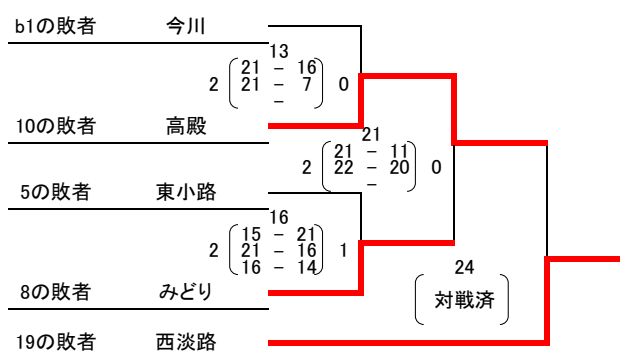 b1の敗者 今川
13
21 － 16
2 21 － 7 0
－
10の敗者 高殿
21
21 － 11
2 22 － 20 0
－
5の敗者 東小路
16
15 － 21
2 21 － 16 1
16 － 14
8の敗者 みどり
24
対戦済
19の敗者 西淡路